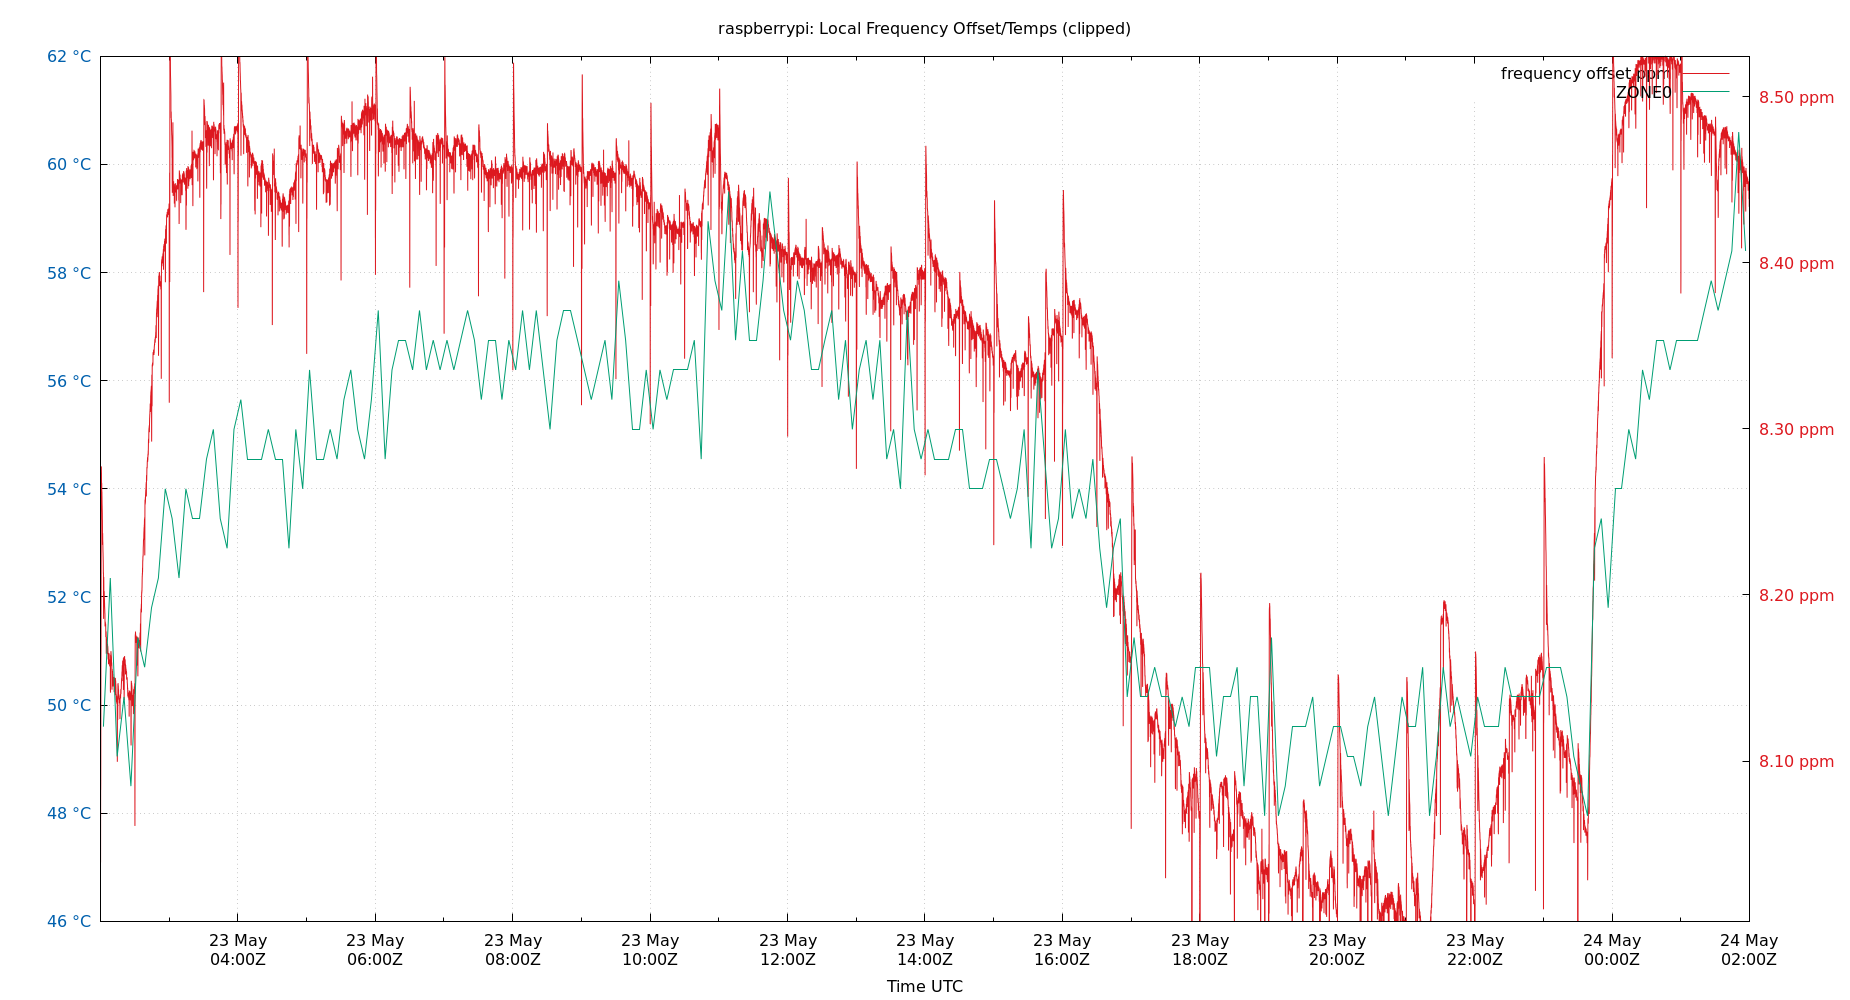 raspberrypi: Local Frequency Offset/Temps (clipped)
62 °C
60 °C
58 °C
56 °C
54 °C
52 °C
50 °C
48 °C
46 °C
frequency offset ppm
ZONE0
8.50 ppm
8.40 ppm
8.30 ppm
8.20 ppm
8.10 ppm
23 May 23 May 23 May 23 May 23 May 23 May 23 May 23 May 23 May 23 May 24 May 24 May
04:00Z 06:00Z 08:00Z 10:00Z 12:00Z 14:00Z 16:00Z 18:00Z 20:00Z 22:00Z 00:00Z 02:00Z
Time UTC